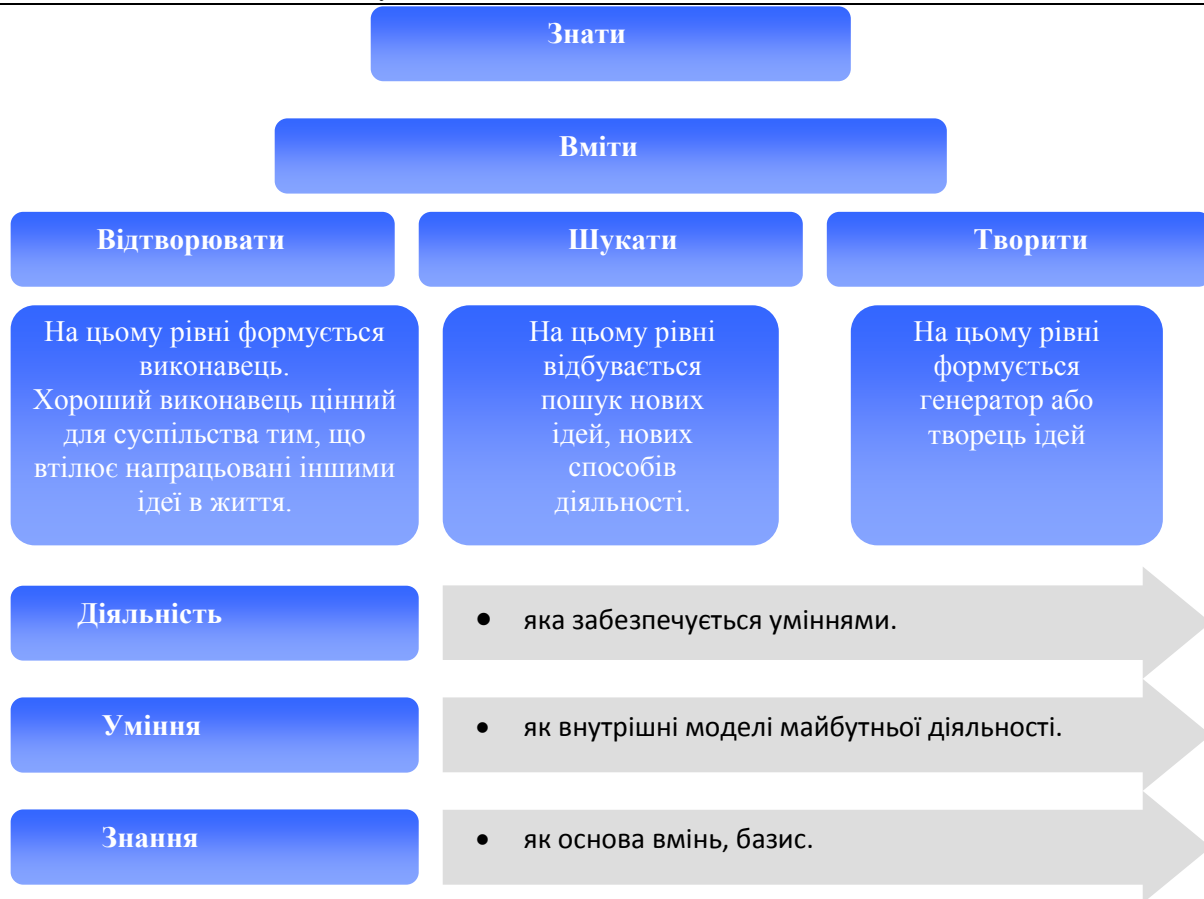 Знати
Вміти
Відтворювати
Шукати
Творити
На цьому рівні формується
виконавець.
Хороший виконавець цінний
для суспільства тим, що
втілює напрацьовані іншими
ідеї в життя.
На цьому рівні
відбувається
пошук нових
ідей, нових
способів
діяльності.
На цьому рівні
формується
генератор або
творець ідей
Діяльність
• яка забезпечується уміннями.
Уміння
• як внутрішні моделі майбутньої діяльності.
Знання
• як основа вмінь, базис.